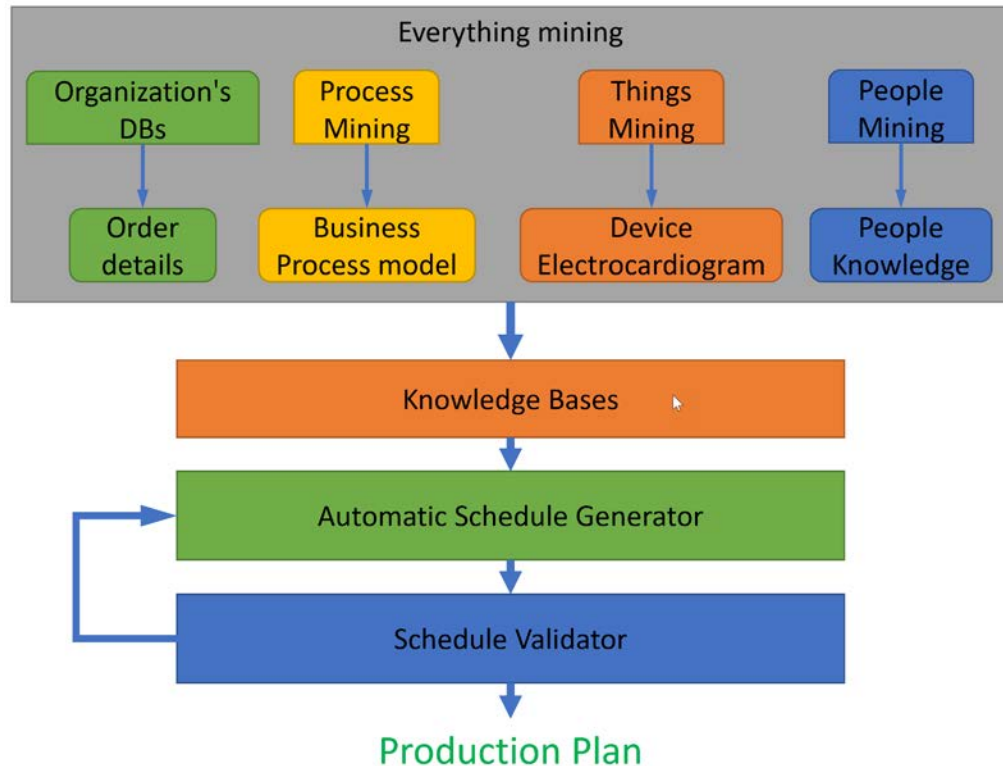 Everything mining
Organization's
DBs
Process
Mining
Things
Mining
People
Mining
Order
details
Business
Process model
Device
Electrocardiogram
People
Knowledge
Knowledge Bases
Automatic Schedule Generator
Schedule Validator
Production Plan